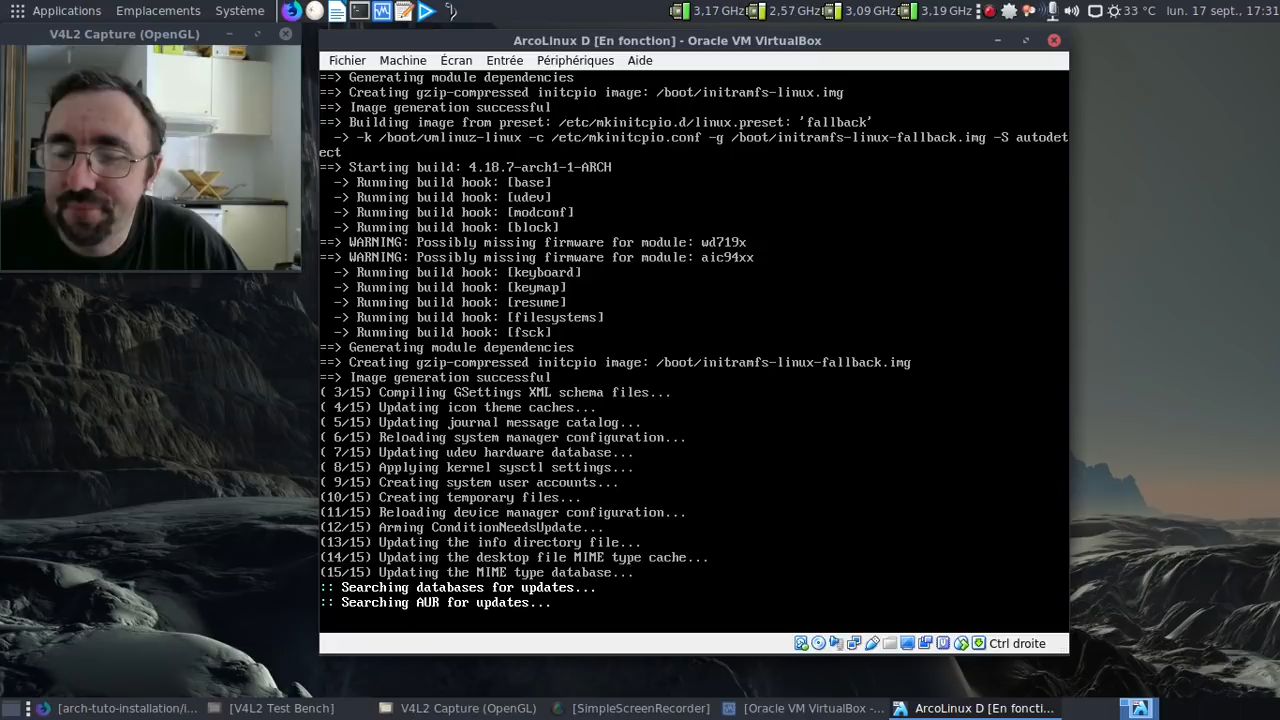 Applications Emplacements Système 3,17 GHz 2,57 GHz 3,09 GHz 3,19 GHz 33 °C lun. 17 sept., 17:31
V4L2 Capture (OpenGL)
ArcoLinux D [En fonction] - Oracle VM VirtualBox
Fichier Machine Écran Entrée Périphériques Aide
==> Generating module dependencies
==> Creating gzip-compressed initcpio image: /boot/initramfs-linux.img
==> Image generation successful
==> Building image from preset: /etc/mkinitcpio.d/linux.preset: 'fallback'
-> -k /boot/vmlinuz-linux -c /etc/mkinitcpio.conf -g /boot/initramfs-linux-fallback.img -S autodet
ect
==> Starting build: 4.18.7-arch1-1-ARCH
-> Running build hook: [base]
-> Running build hook: [udev]
-> Running build hook: [modconf]
-> Running build hook: [block]
==> WARNING: Possibly missing firmware for module: wd719x
==> WARNING: Possibly missing firmware for module: aic94xx
-> Running build hook: [keyboard]
-> Running build hook: [keymap]
-> Running build hook: [resume]
-> Running build hook: [filesystems]
-> Running build hook: [fsck]
==> Generating module dependencies
==> Creating gzip-compressed initcpio image: /boot/initramfs-linux-fallback.img
==> Image generation successful
( 3/15) Compiling GSettings XML schema files...
( 4/15) Updating icon theme caches...
( 5/15) Updating journal message catalog...
( 6/15) Reloading system manager configuration...
( 7/15) Updating udev hardware database...
( 8/15) Applying kernel sysctl settings...
( 9/15) Creating system user accounts...
(10/15) Creating temporary files...
(11/15) Reloading device manager configuration...
(12/15) Arming ConditionNeedsUpdate...
(13/15) Updating the info directory file...
(14/15) Updating the desktop file MIME type cache...
(15/15) Updating the MIME type database...
:: Searching databases for updates...
:: Searching AUR for updates...
Ctrl droite
[arch-tuto-installation/i... [V4L2 Test Bench] V4L2 Capture (OpenGL) [SimpleScreenRecorder] [Oracle VM VirtualBox -... ArcoLinux D [En foncti...